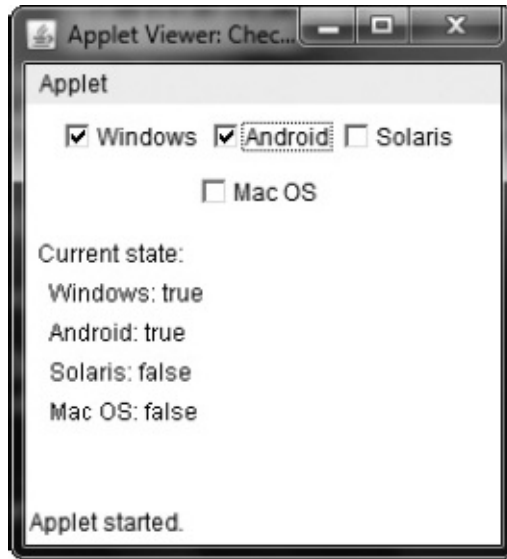 Applet Viewer: Chec...
Applet
Windows Android Solaris
Mac OS
Current state:
Windows: true
Android: true
Solaris: false
Mac OS: false
Applet started.